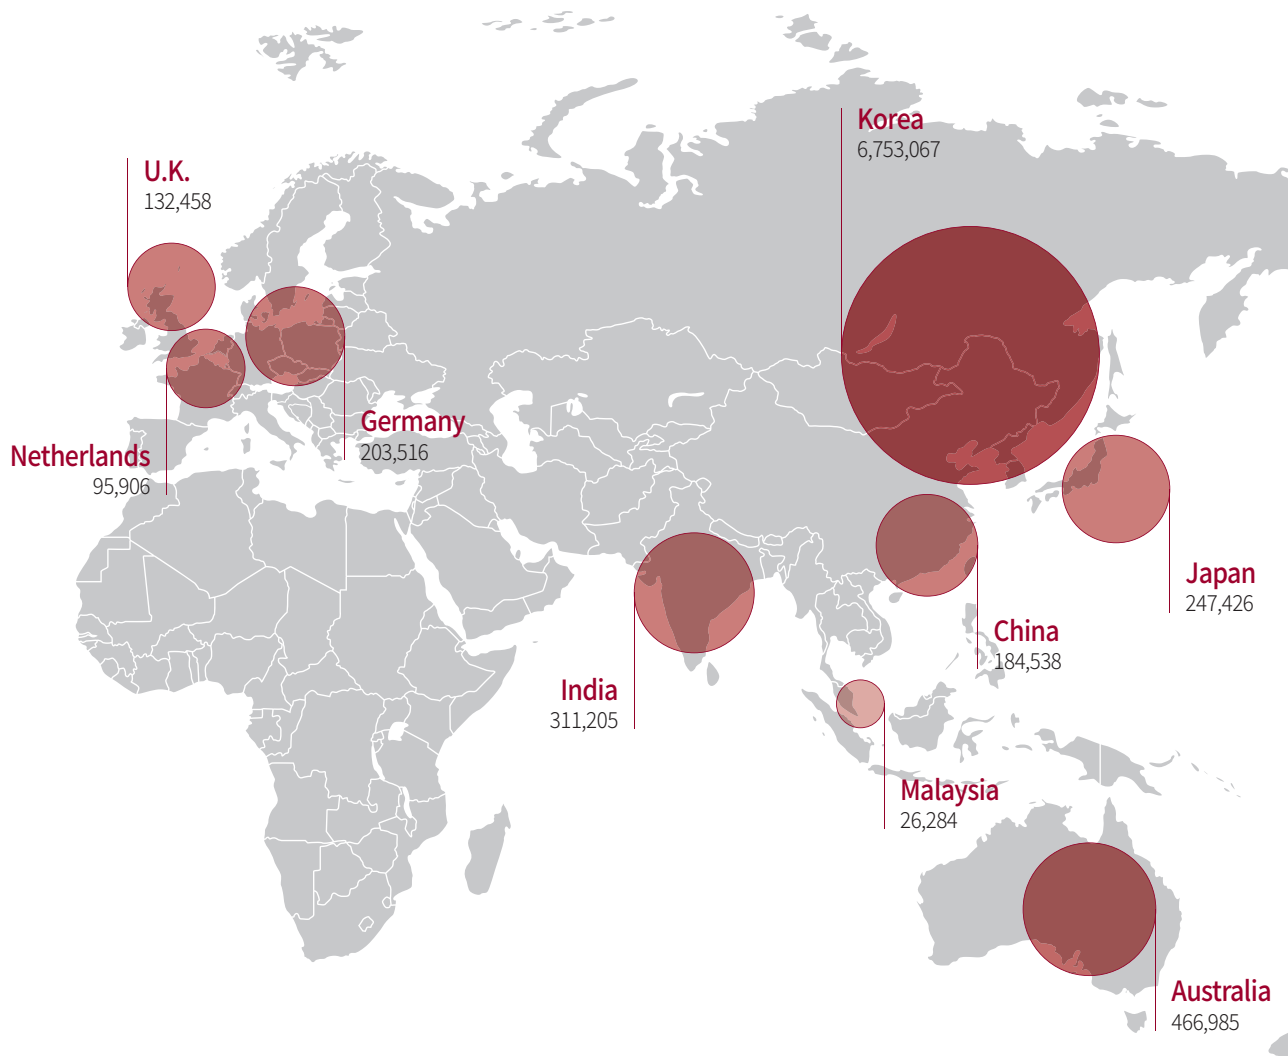 Korea
6,753,067
U.K.
132,458
Germany
203,516
Netherlands
95,906
Japan
247,426
China
184,538
India
311,205
Malaysia
26,284
Australia
466,985